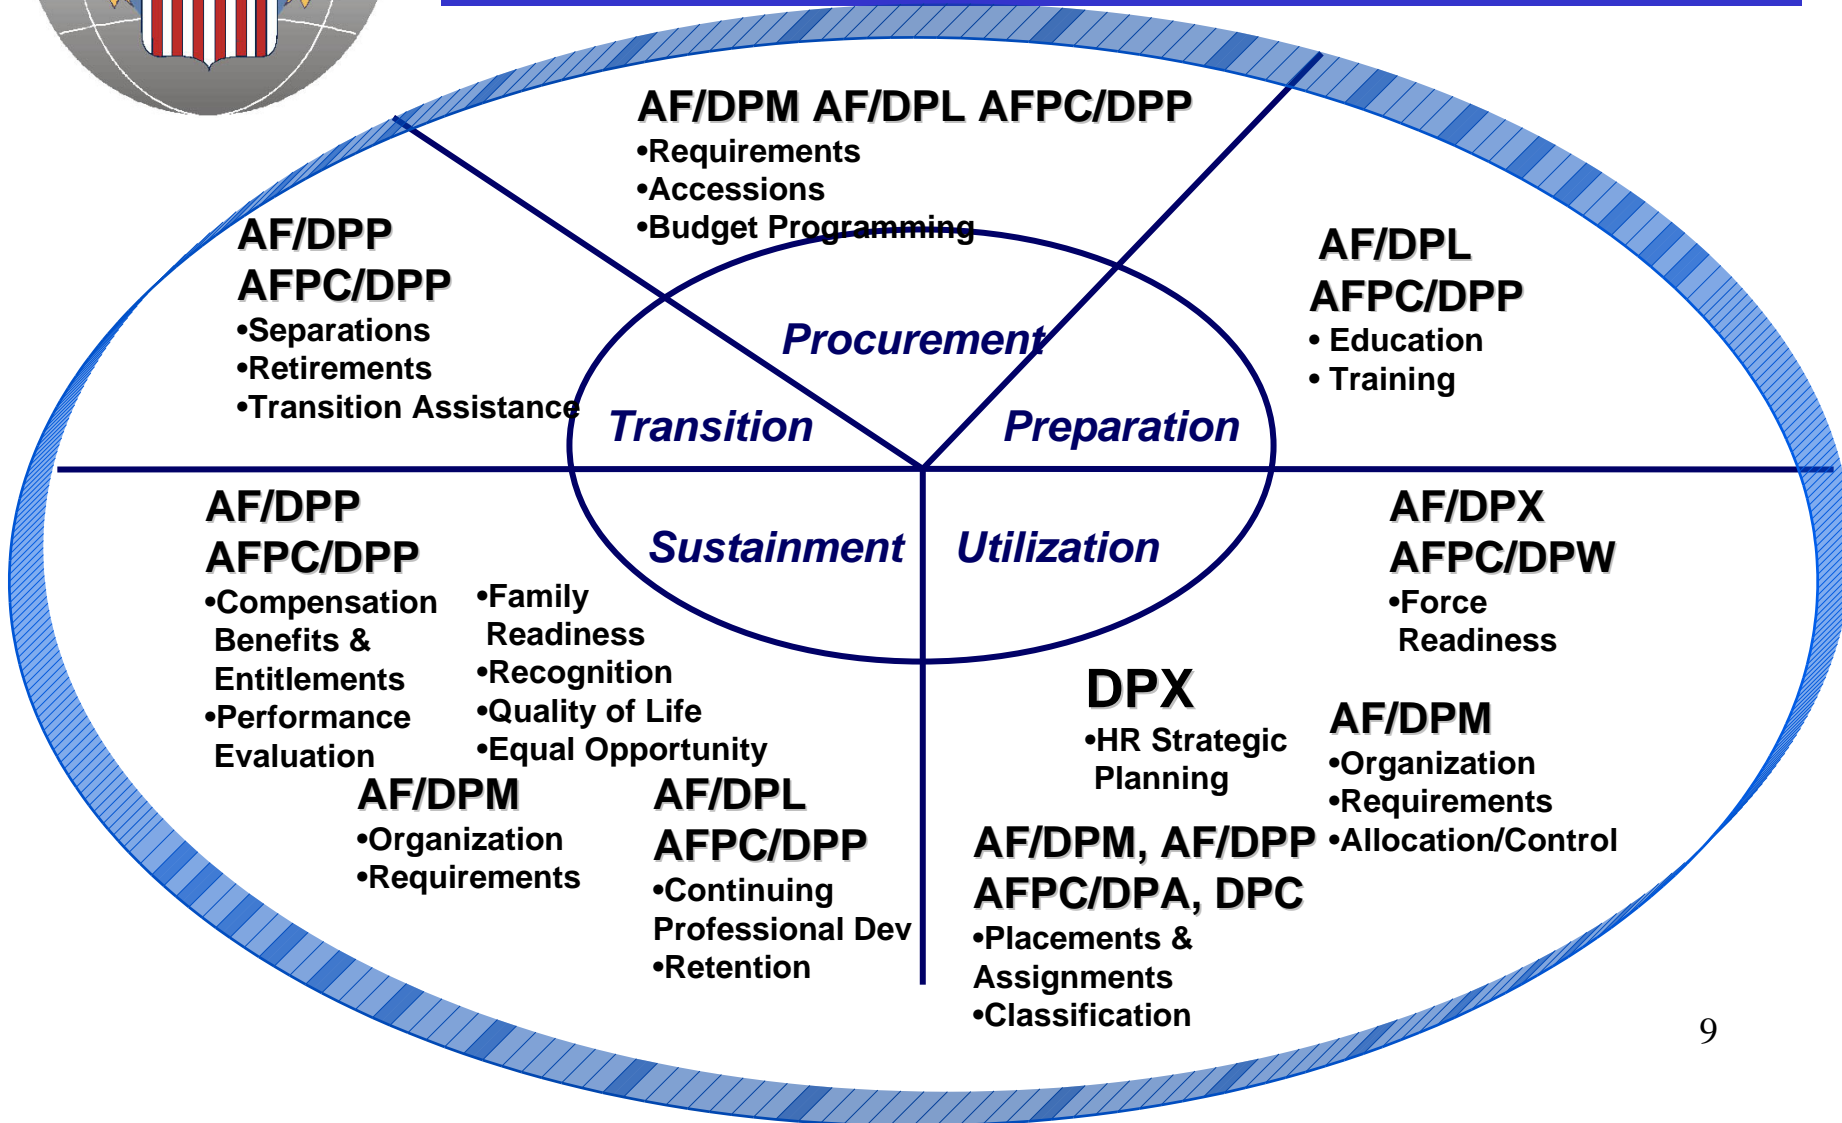 AF/DPM AF/DPL AFPC/DPP
•Requirements
•Accessions
•Budget Programming
AF/DPP
AFPC/DPP
•Separations
•Retirements
•Transition Assistance
AF/DPL
AFPC/DPP
• Education
• Training
Procurement
Transition
Preparation
Sustainment
Utilization
AF/DPP
AFPC/DPP
•Compensation
Benefits &
Entitlements
•Performance
Evaluation
•Family
Readiness
•Recognition
•Quality of Life
•Equal Opportunity
AF/DPM
•Organization
•Requirements
AF/DPL
AFPC/DPP
•Continuing
Professional Dev
•Retention
AF/DPX
AFPC/DPW
•Force
Readiness
DPX
•HR Strategic
Planning
AF/DPM
•Organization
•Requirements
•Allocation/Control
AF/DPM, AF/DPP
AFPC/DPA, DPC
•Placements &
Assignments
•Classification
9